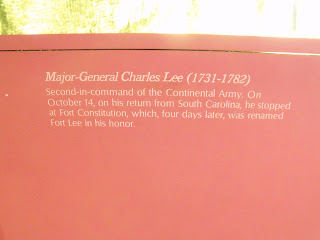 Major-General Charles Lee (1731-1782)
Second-in-command of the Continental Army. On
October 14, on his return from South Carolina, he stopped
at Fort Constitution, which, four days later, was renamed
Fort Lee in his honor.